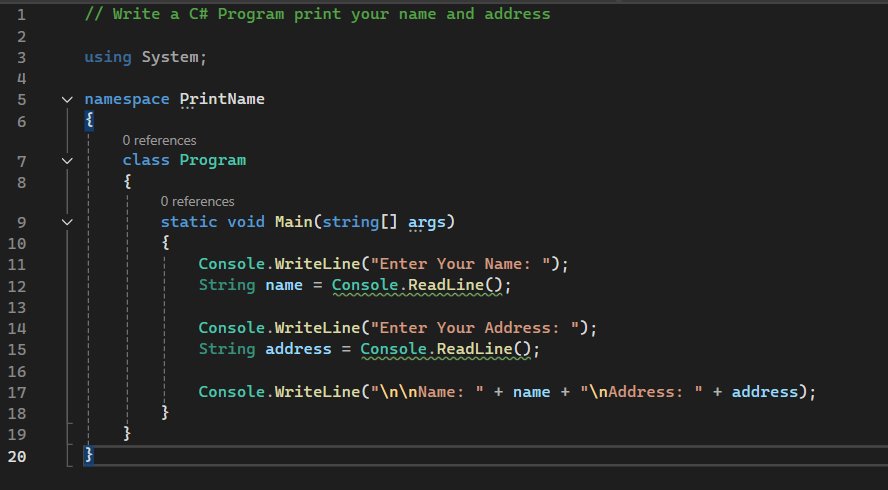 1 // Write a C# Program print your name and address
2
3 using System;
4
5 namespace PrintName
6 {
0 references
7 class Program
8 {
0 references
9 static void Main(string[] args)
10 {
11 Console.WriteLine("Enter Your Name: ");
12 String name = Console.ReadLine();
13
14 Console.WriteLine("Enter Your Address: ");
15 String address = Console.ReadLine();
16
17 Console.WriteLine("\n\nName: " + name + "\nAddress: " + address);
18 }
19 }
20 }